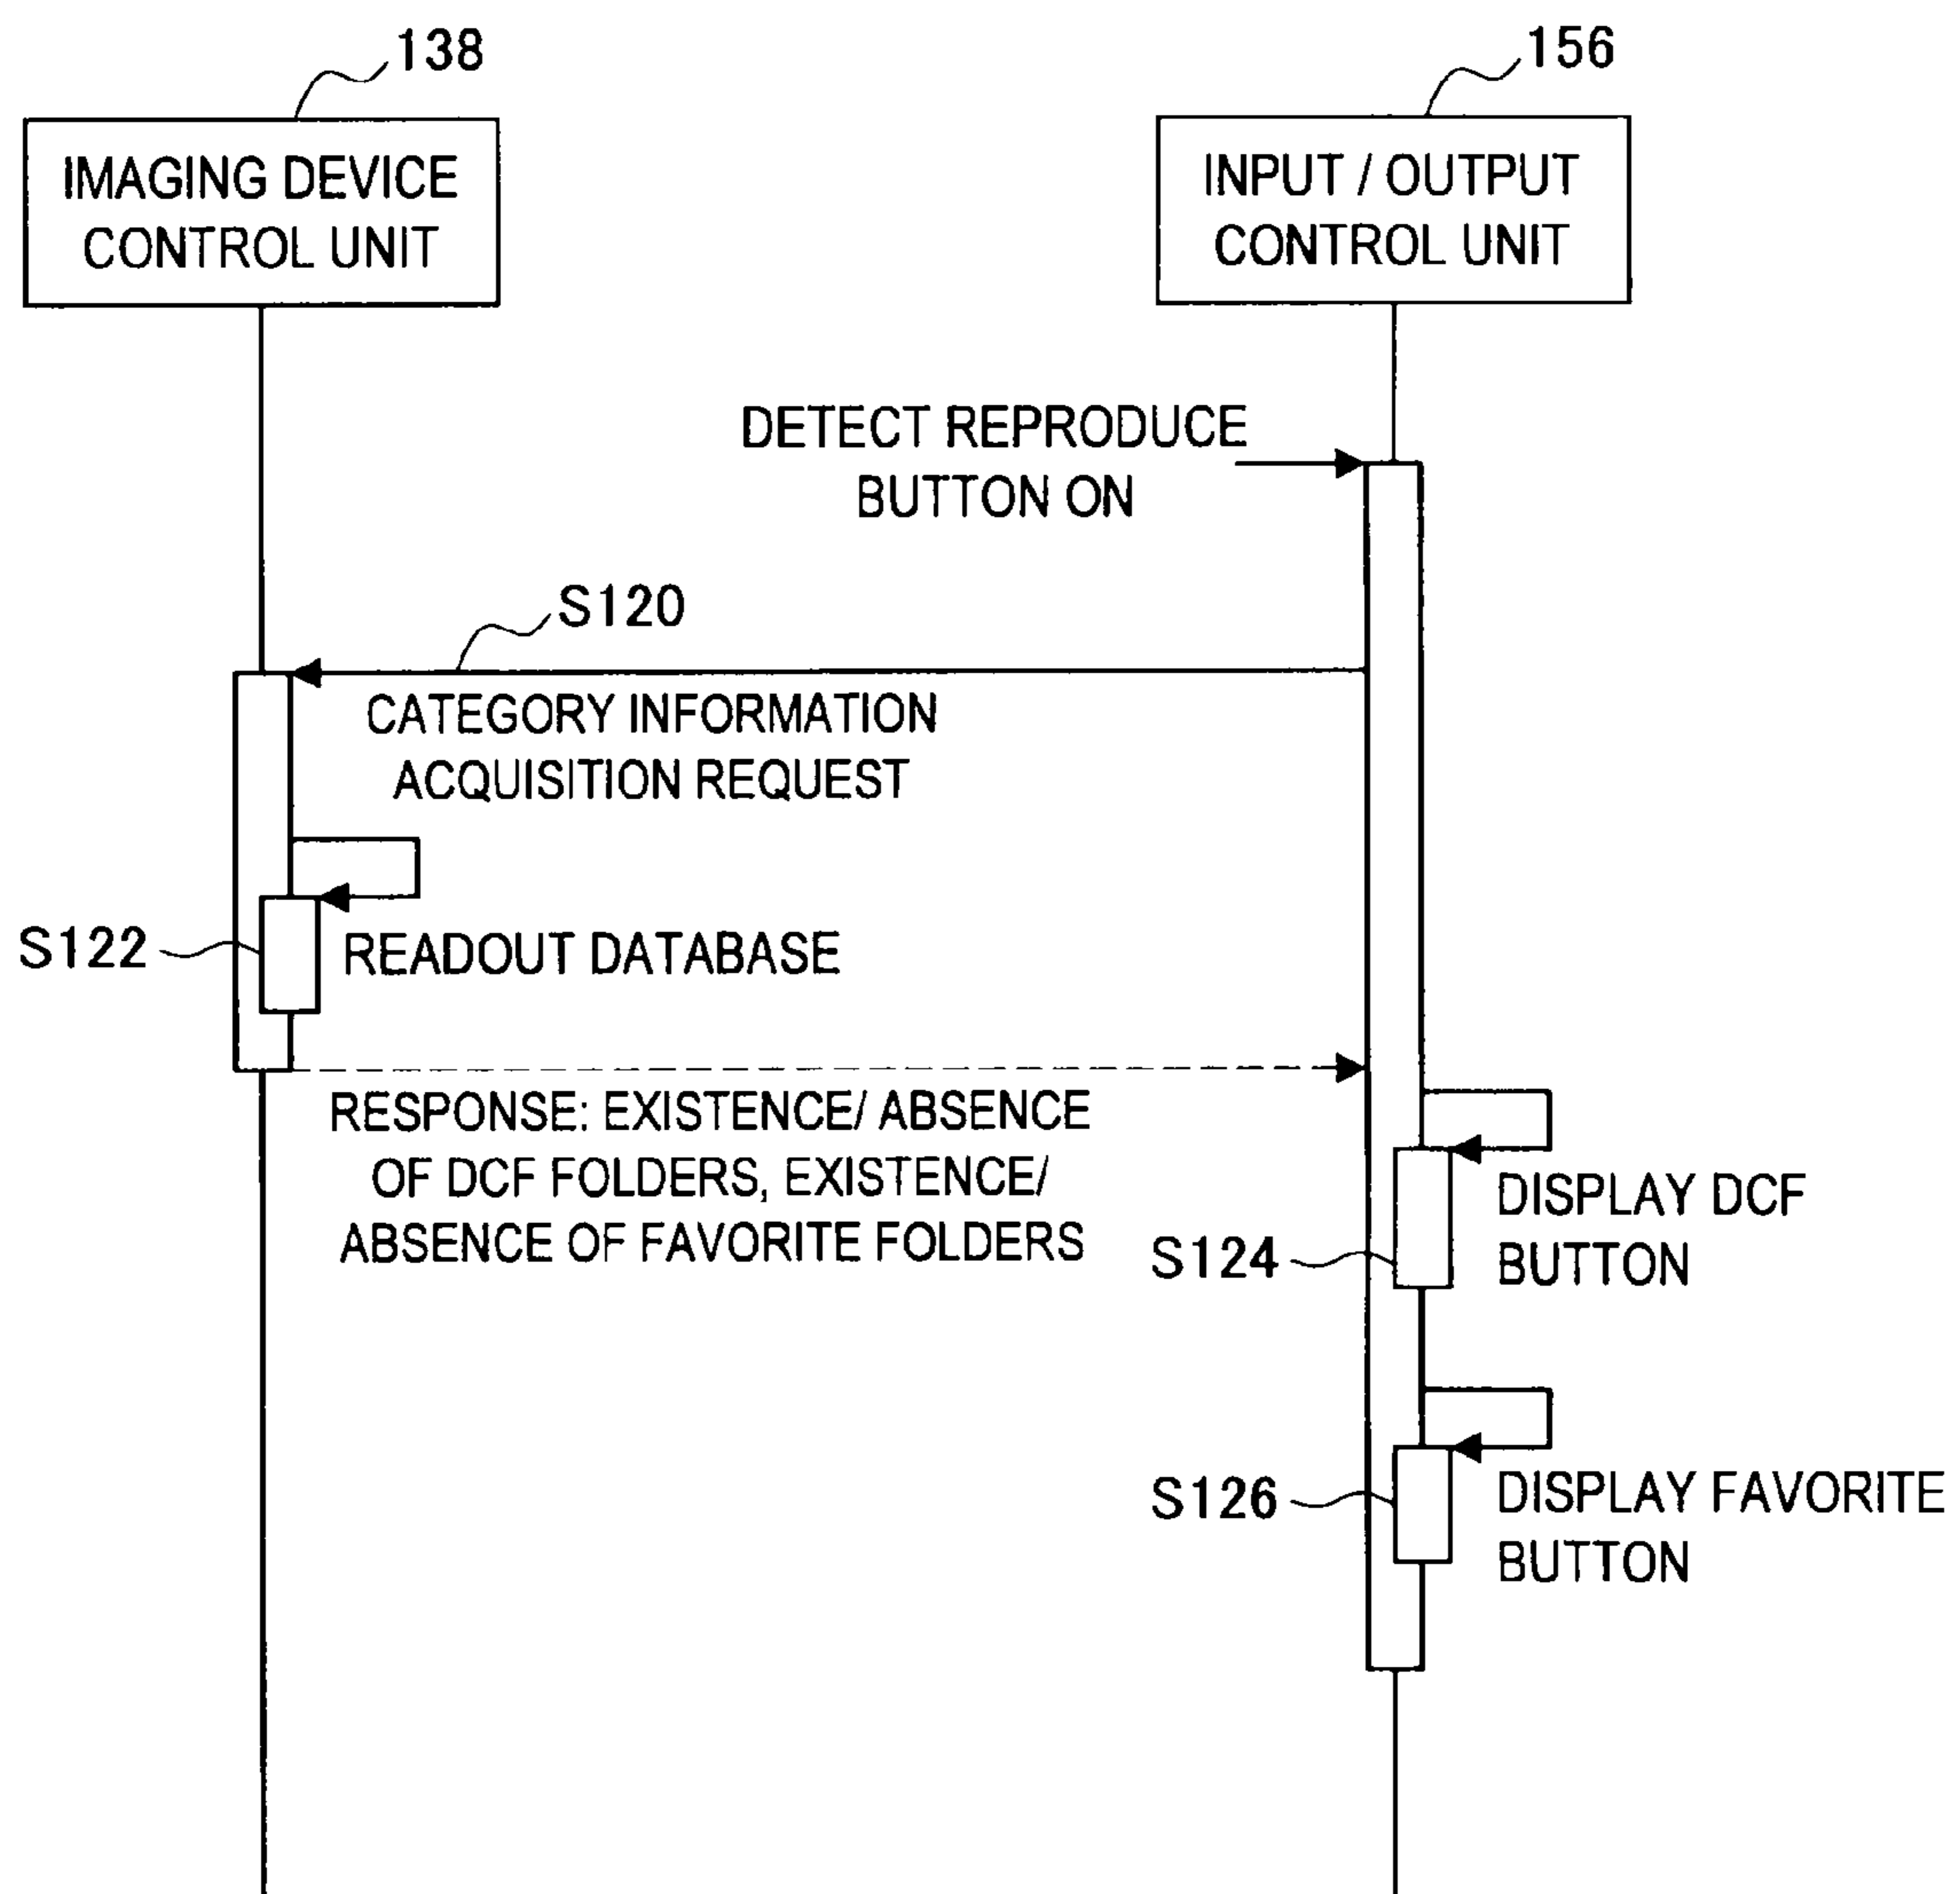 138
156
IMAGING DEVICE
CONTROL UNIT
INPUT / OUTPUT
CONTROL UNIT
DETECT REPRODUCE
BUTTON ON
S120
CATEGORY INFORMATION
ACQUISITION REQUEST
S122
READOUT DATABASE
RESPONSE: EXISTENCE/ ABSENCE
OF DCF FOLDERS, EXISTENCE/
ABSENCE OF FAVORITE FOLDERS
DISPLAY DCF
BUTTON
S124
DISPLAY FAVORITE
BUTTON
S126